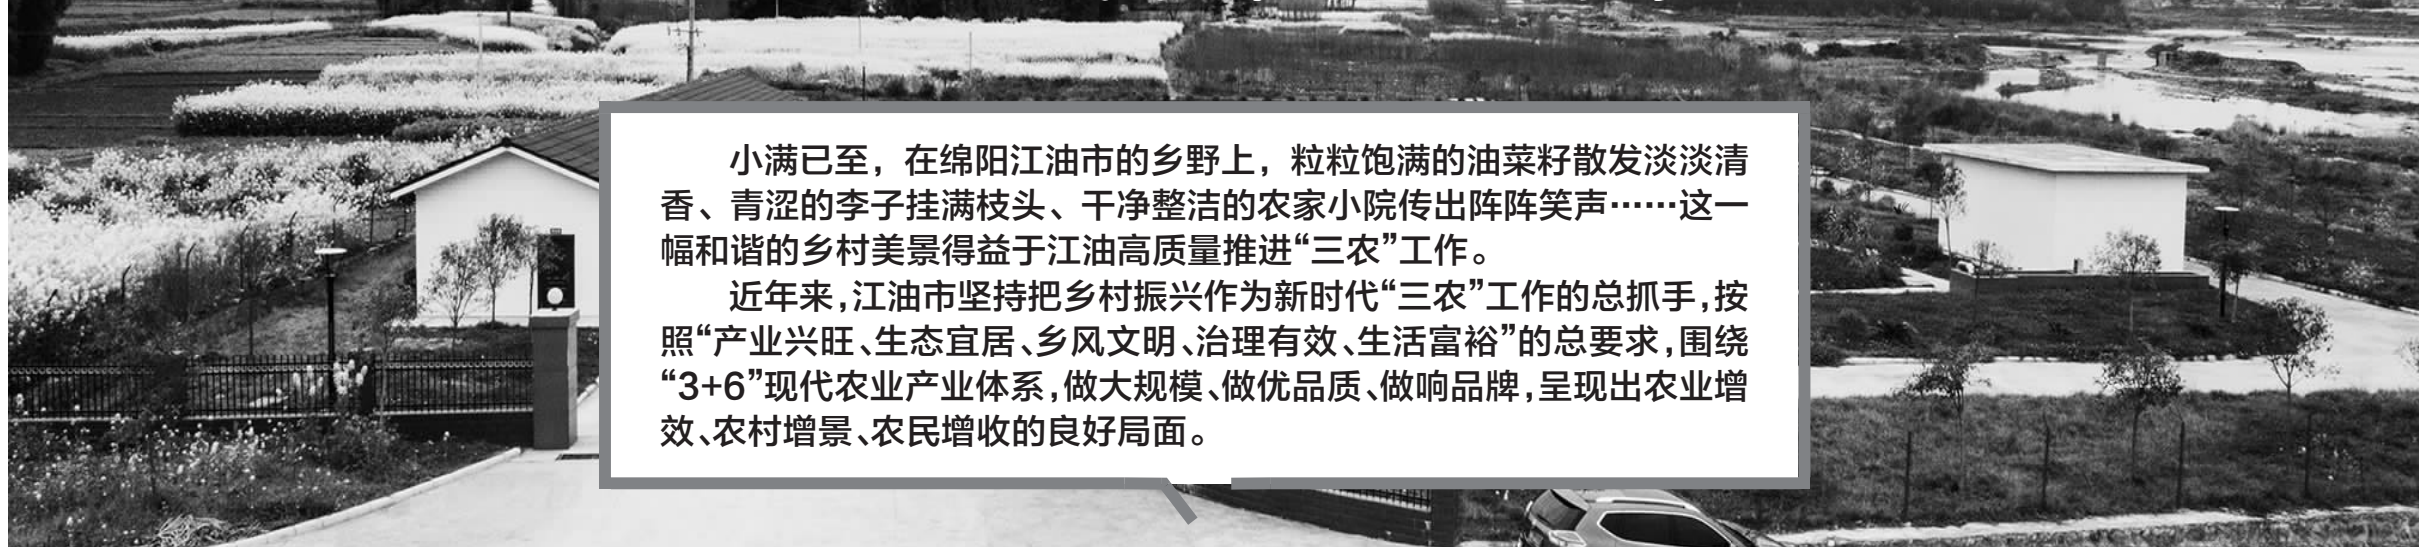 小满已至，在绵阳江油市的乡野上，粒粒饱满的油菜籽散发淡淡清
香、青涩的李子挂满枝头、干净整洁的农家小院传出阵阵笑声……这一
幅和谐的乡村美景得益于江油高质量推进“三农”工作。
近年来,江油市坚持把乡村振兴作为新时代“三农”工作的总抓手,按
照“产业兴旺、生态宜居、乡风文明、治理有效、生活富裕”的总要求,围绕
“3+6”现代农业产业体系,做大规模、做优品质、做响品牌,呈现出农业增
效、农村增景、农民增收的良好局面。